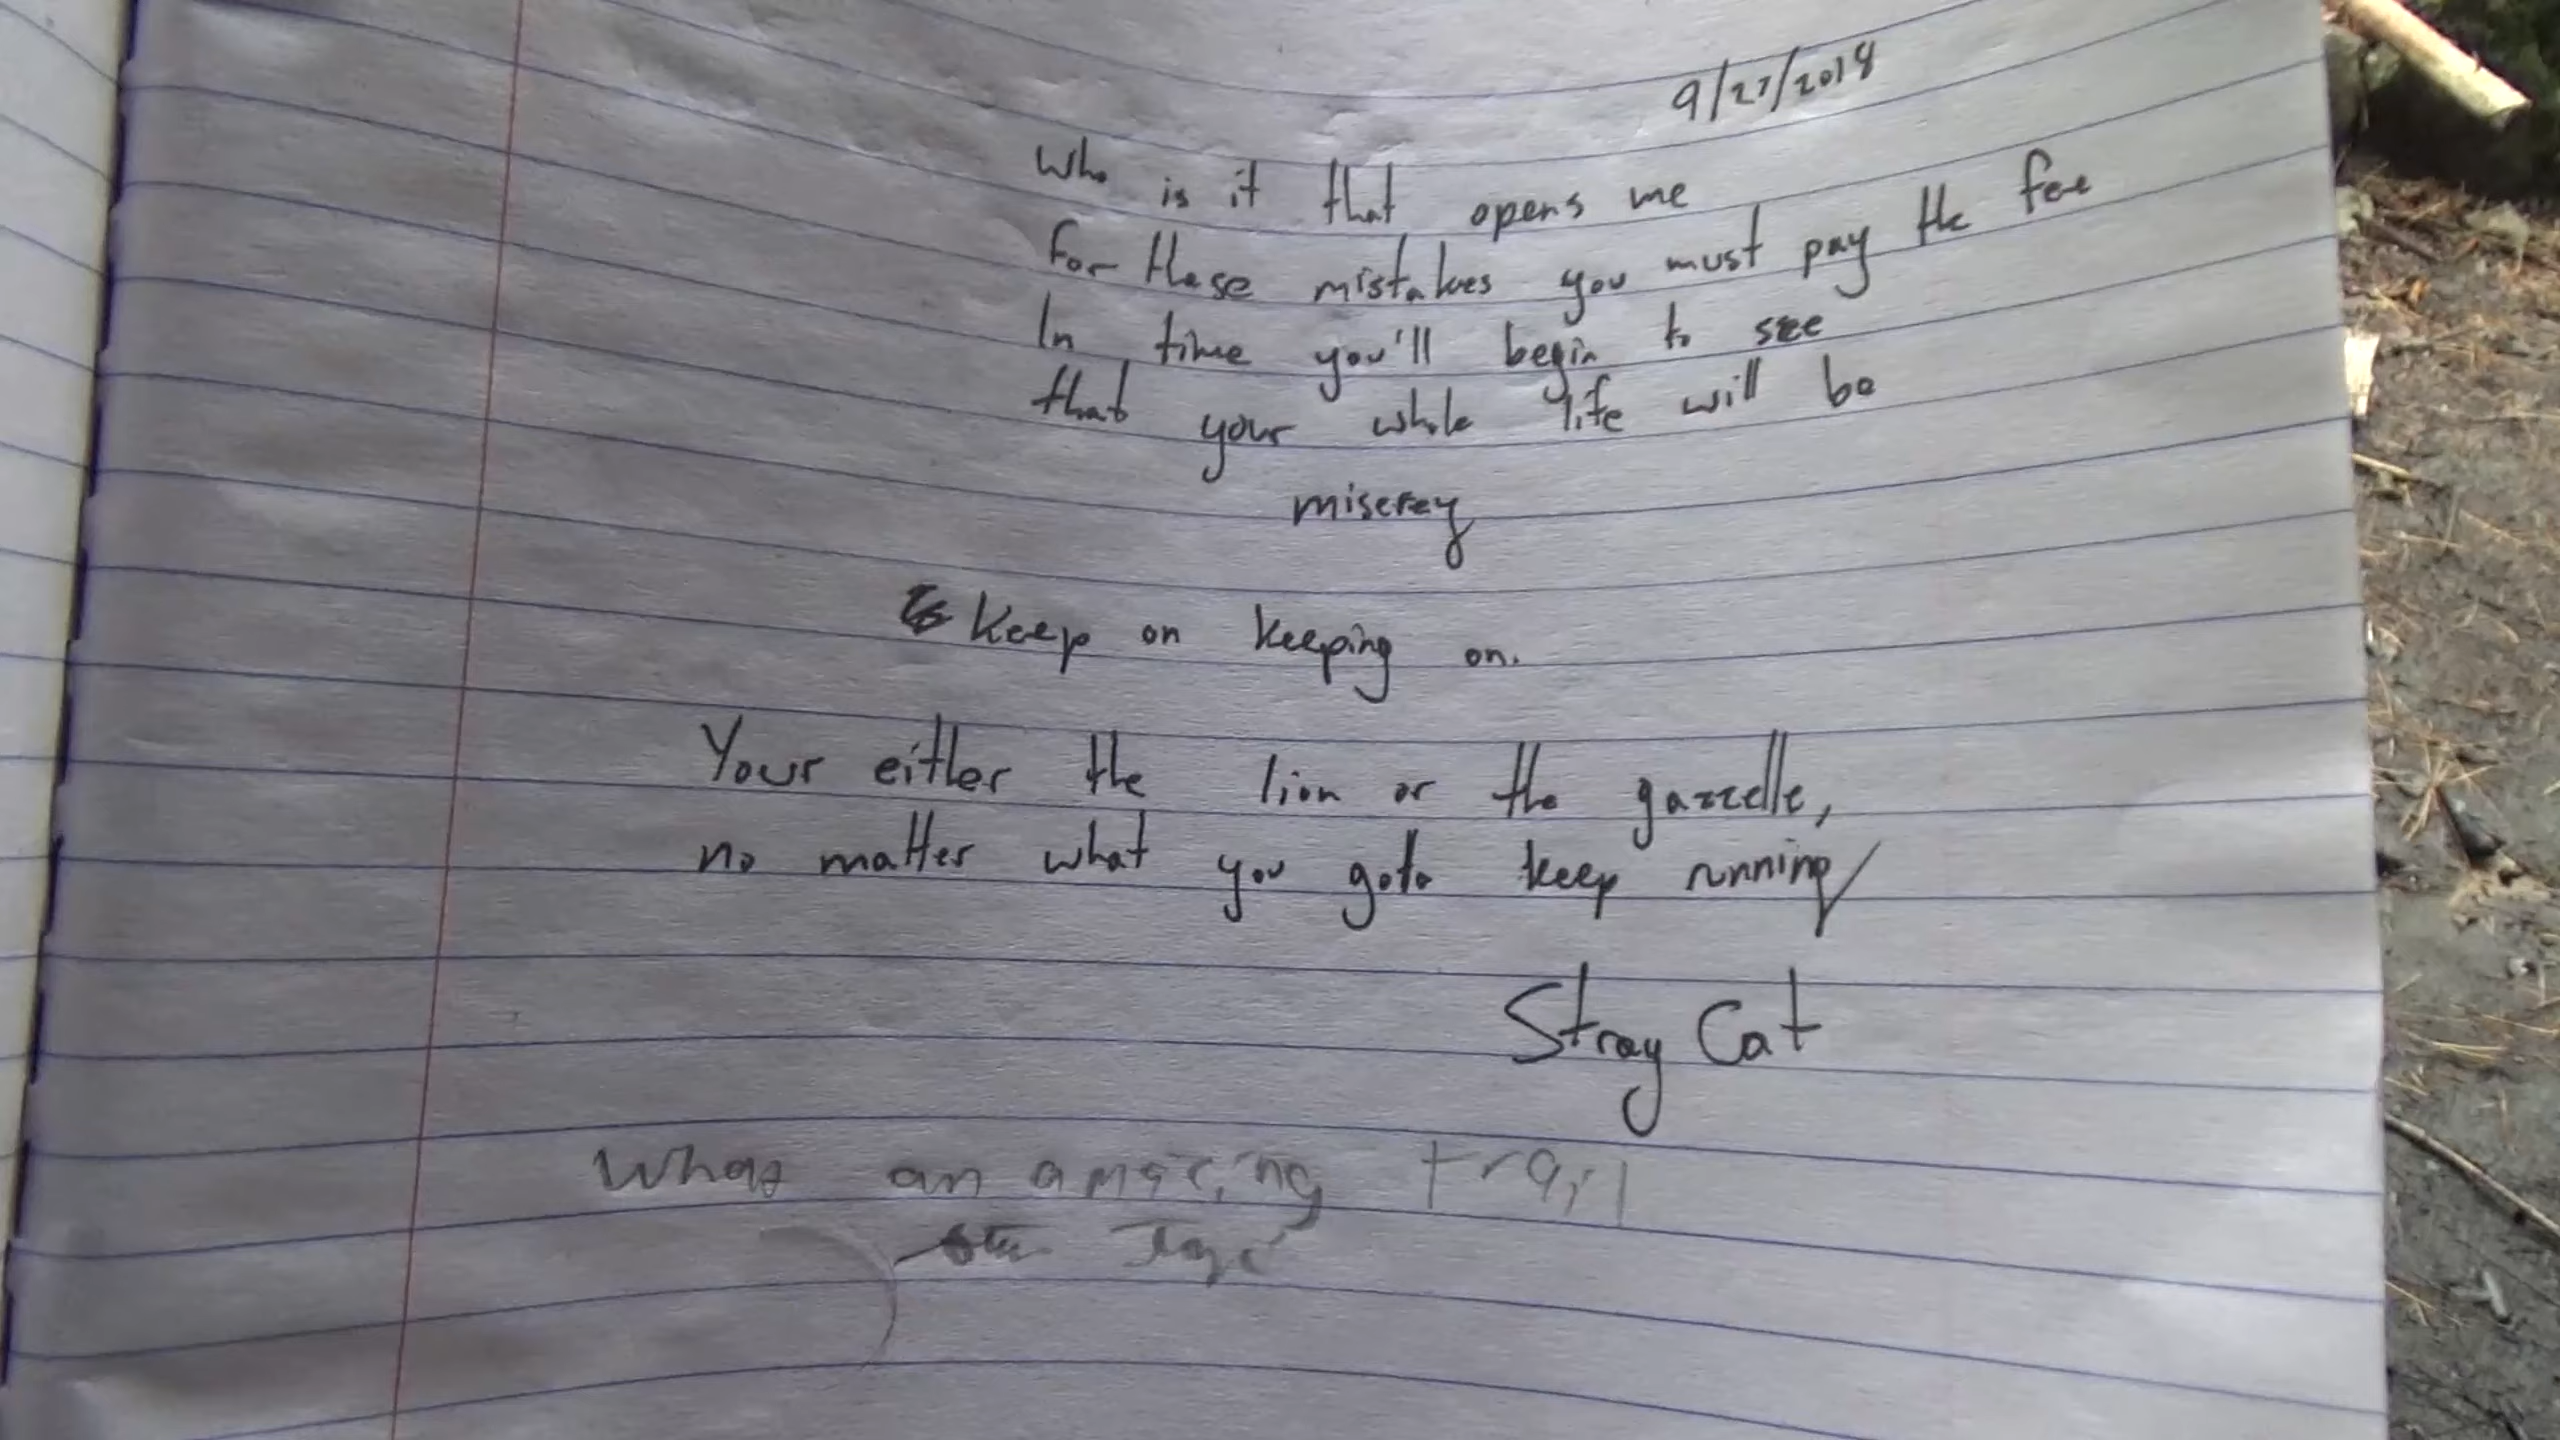 9/27/2018
Who is it that opens me
for these mistakes you must pay the fee
In time you'll begin to see
that your whole life will be
miserey
Keep on keeping on.
Your either the lion or the gazzelle,
no matter what you gota keep running
Stray Cat
What an amazing trail